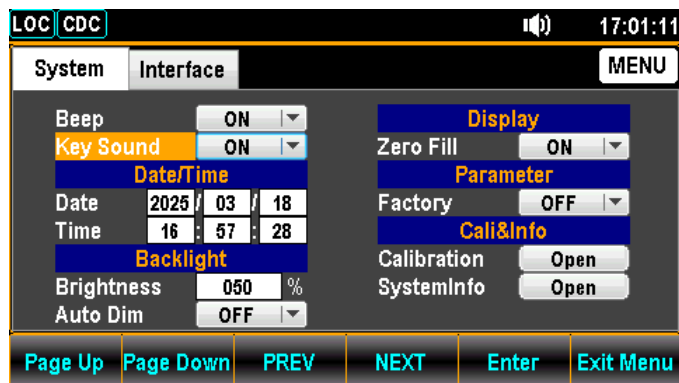 LOC CDC 17:01:11
System Interface MENU
Beep ON
Key Sound ON
Date/Time
Date 2025 / 03 / 18
Time 16 : 57 : 28
Backlight
Brightness 050 %
Auto Dim OFF
Display
Zero Fill ON
Parameter
Factory OFF
Cali&Info
Calibration Open
SystemInfo Open
Page Up Page Down PREV NEXT Enter Exit Menu